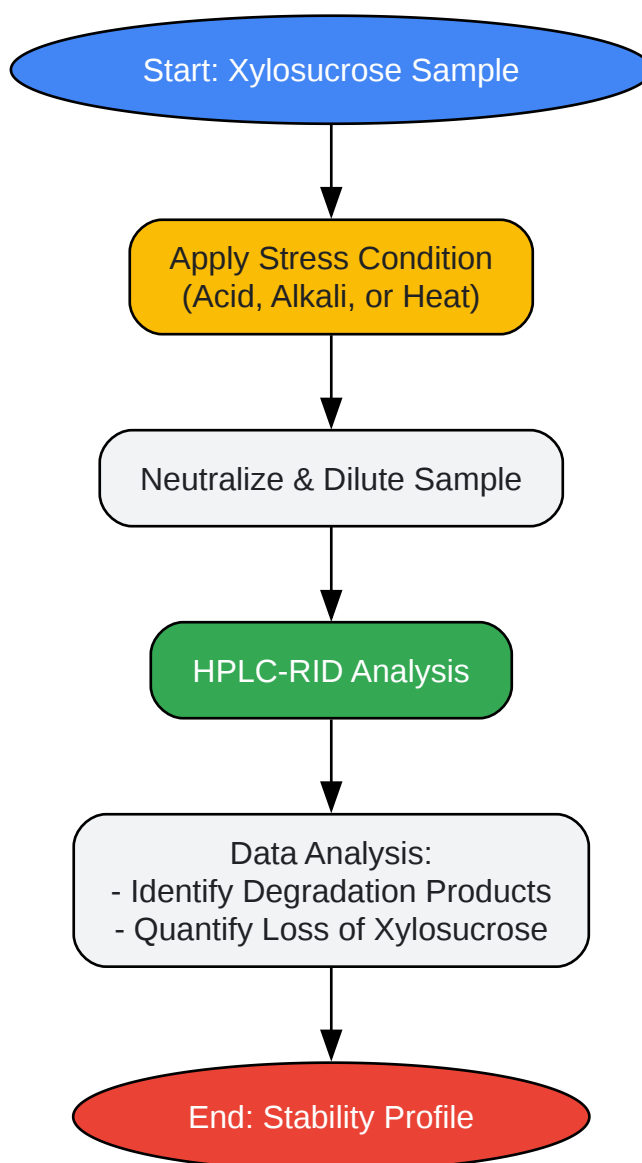 Start: Xylosucrose Sample
Apply Stress Condition
(Acid, Alkali, or Heat)
Neutralize & Dilute Sample
HPLC-RID Analysis
Data Analysis:
- Identify Degradation Products
- Quantify Loss of Xylosucrose
End: Stability Profile